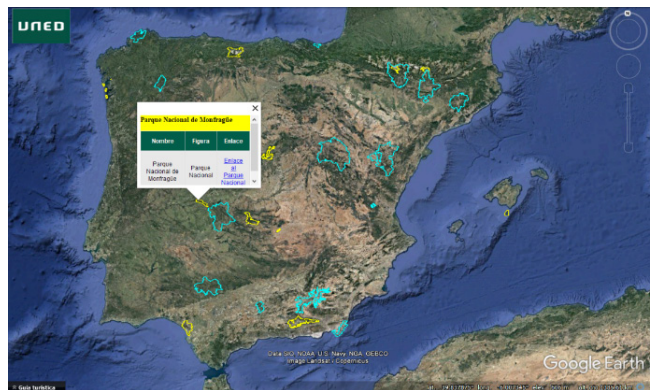 UNED
Parque Nacional de Monfragüe
Nombre Figura Enlace
Parque Nacional de Monfragüe
Parque Nacional
Enlace al Parque Nacional
Data SIO, NOAA, U.S. Navy, NGA, GEBCO
Image Landsat / Copernicus
Google Earth
Guía turística